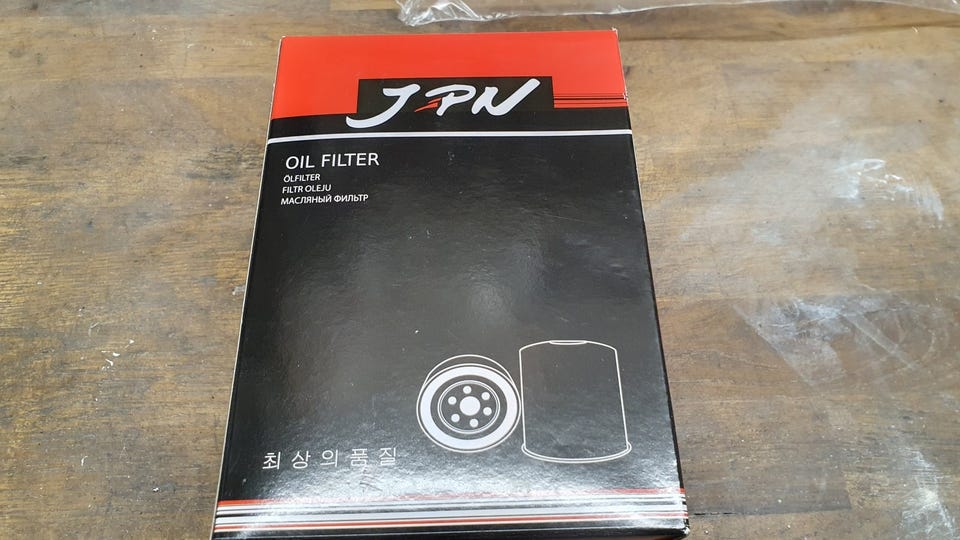 JPN
OIL FILTER
ÖLFILTER
FILTR OLEJU
МАСЛЯНЫЙ ФИЛЬТР
최상의품질